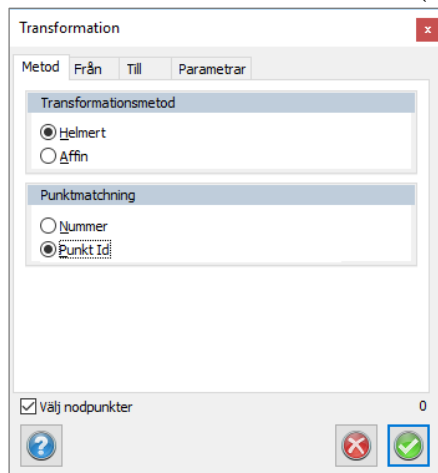 Transformation
x
Metod Från Till Parametrar
Transformationsmetod
Helmert
Affin
Punktmatchning
Nummer
Punkt Id
Välj nodpunkter 0
?